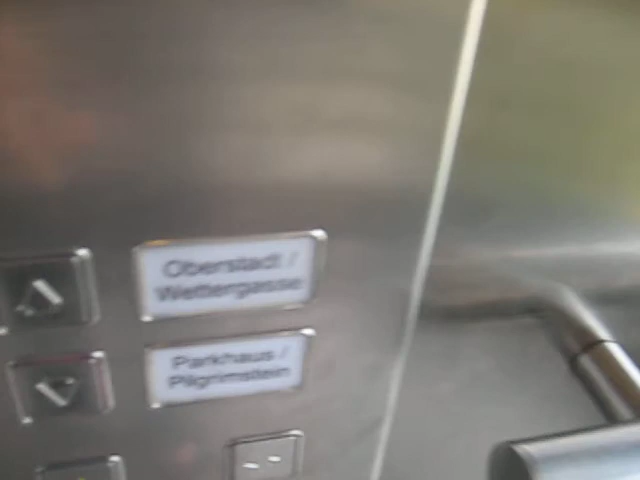 Oberstadt /
Wettergasse
Parkhaus /
Pilgrimstein